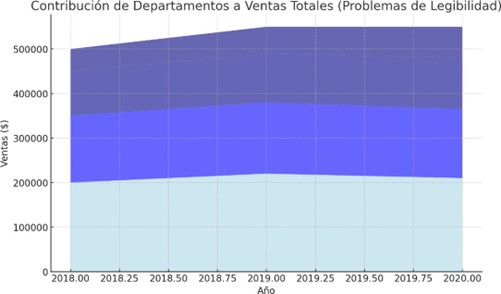 Contribución de Departamentos a Ventas Totales (Problemas de Legibilidad)
500000
400000
300000
200000
100000
0
Ventas ($)
2018.00 2018.25 2018.50 2018.75 2019.00 2019.25 2019.50 2019.75 2020.00
Año